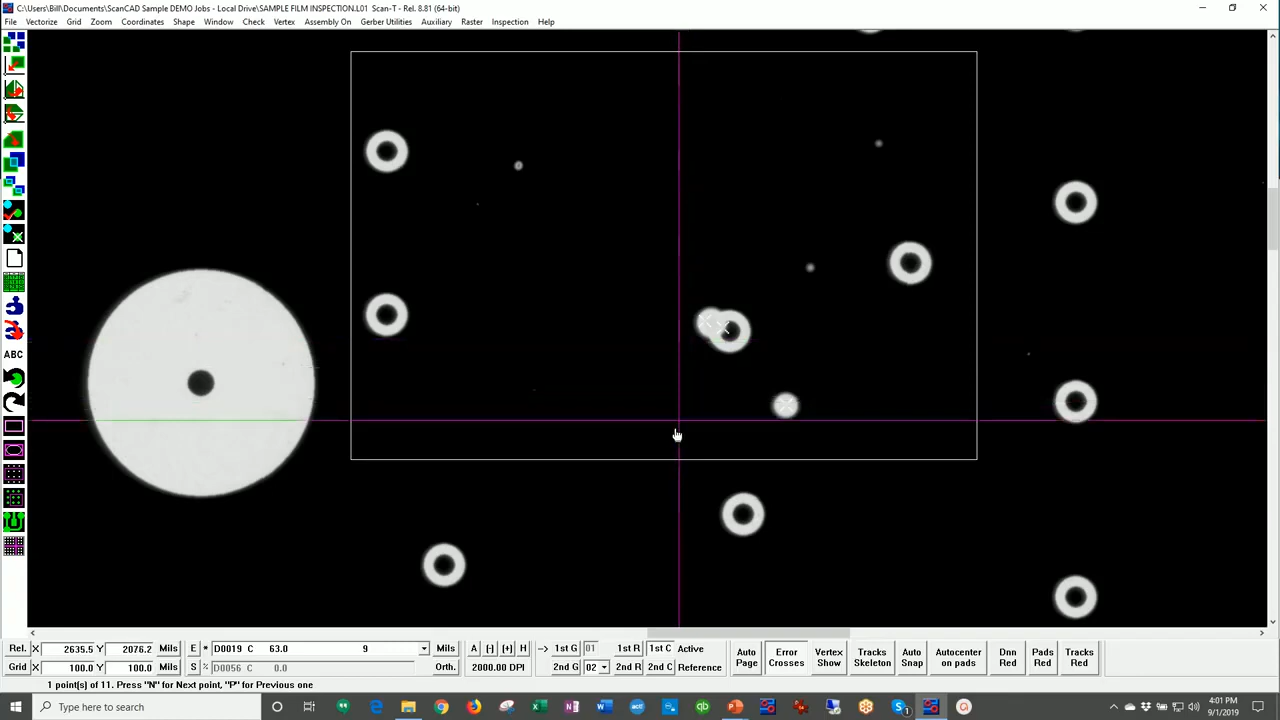 C:\Users\Bill\Documents\ScanCAD Sample DEMO Jobs - Local Drive\SAMPLE FILM INSPECTION.L01 Scan-T - Rel. 8.81 (64-bit)
File Vectorize Grid Zoom Coordinates Shape Window Check Vertex Assembly On Gerber Utilities Auxiliary Raster Inspection Help
ABC
Rel. X 2635.5 Y 2076.2 Mils E * D0019 C 63.0 9 Mils A [-] [+] H --> 1st G 01 1st R 1st C Active
Grid X 100.0 Y 100.0 Mils S % D0056 C 0.0 Orth. 2000.00 DPI 2nd G 02 2nd R 2nd C Reference
Auto Page Error Crosses Vertex Show Tracks Skeleton Auto Snap Autocenter on pads Dnn Red Pads Red Tracks Red
1 point(s) of 11. Press "N" for Next point, "P" for Previous one
Type here to search
4:01 PM
9/1/2019